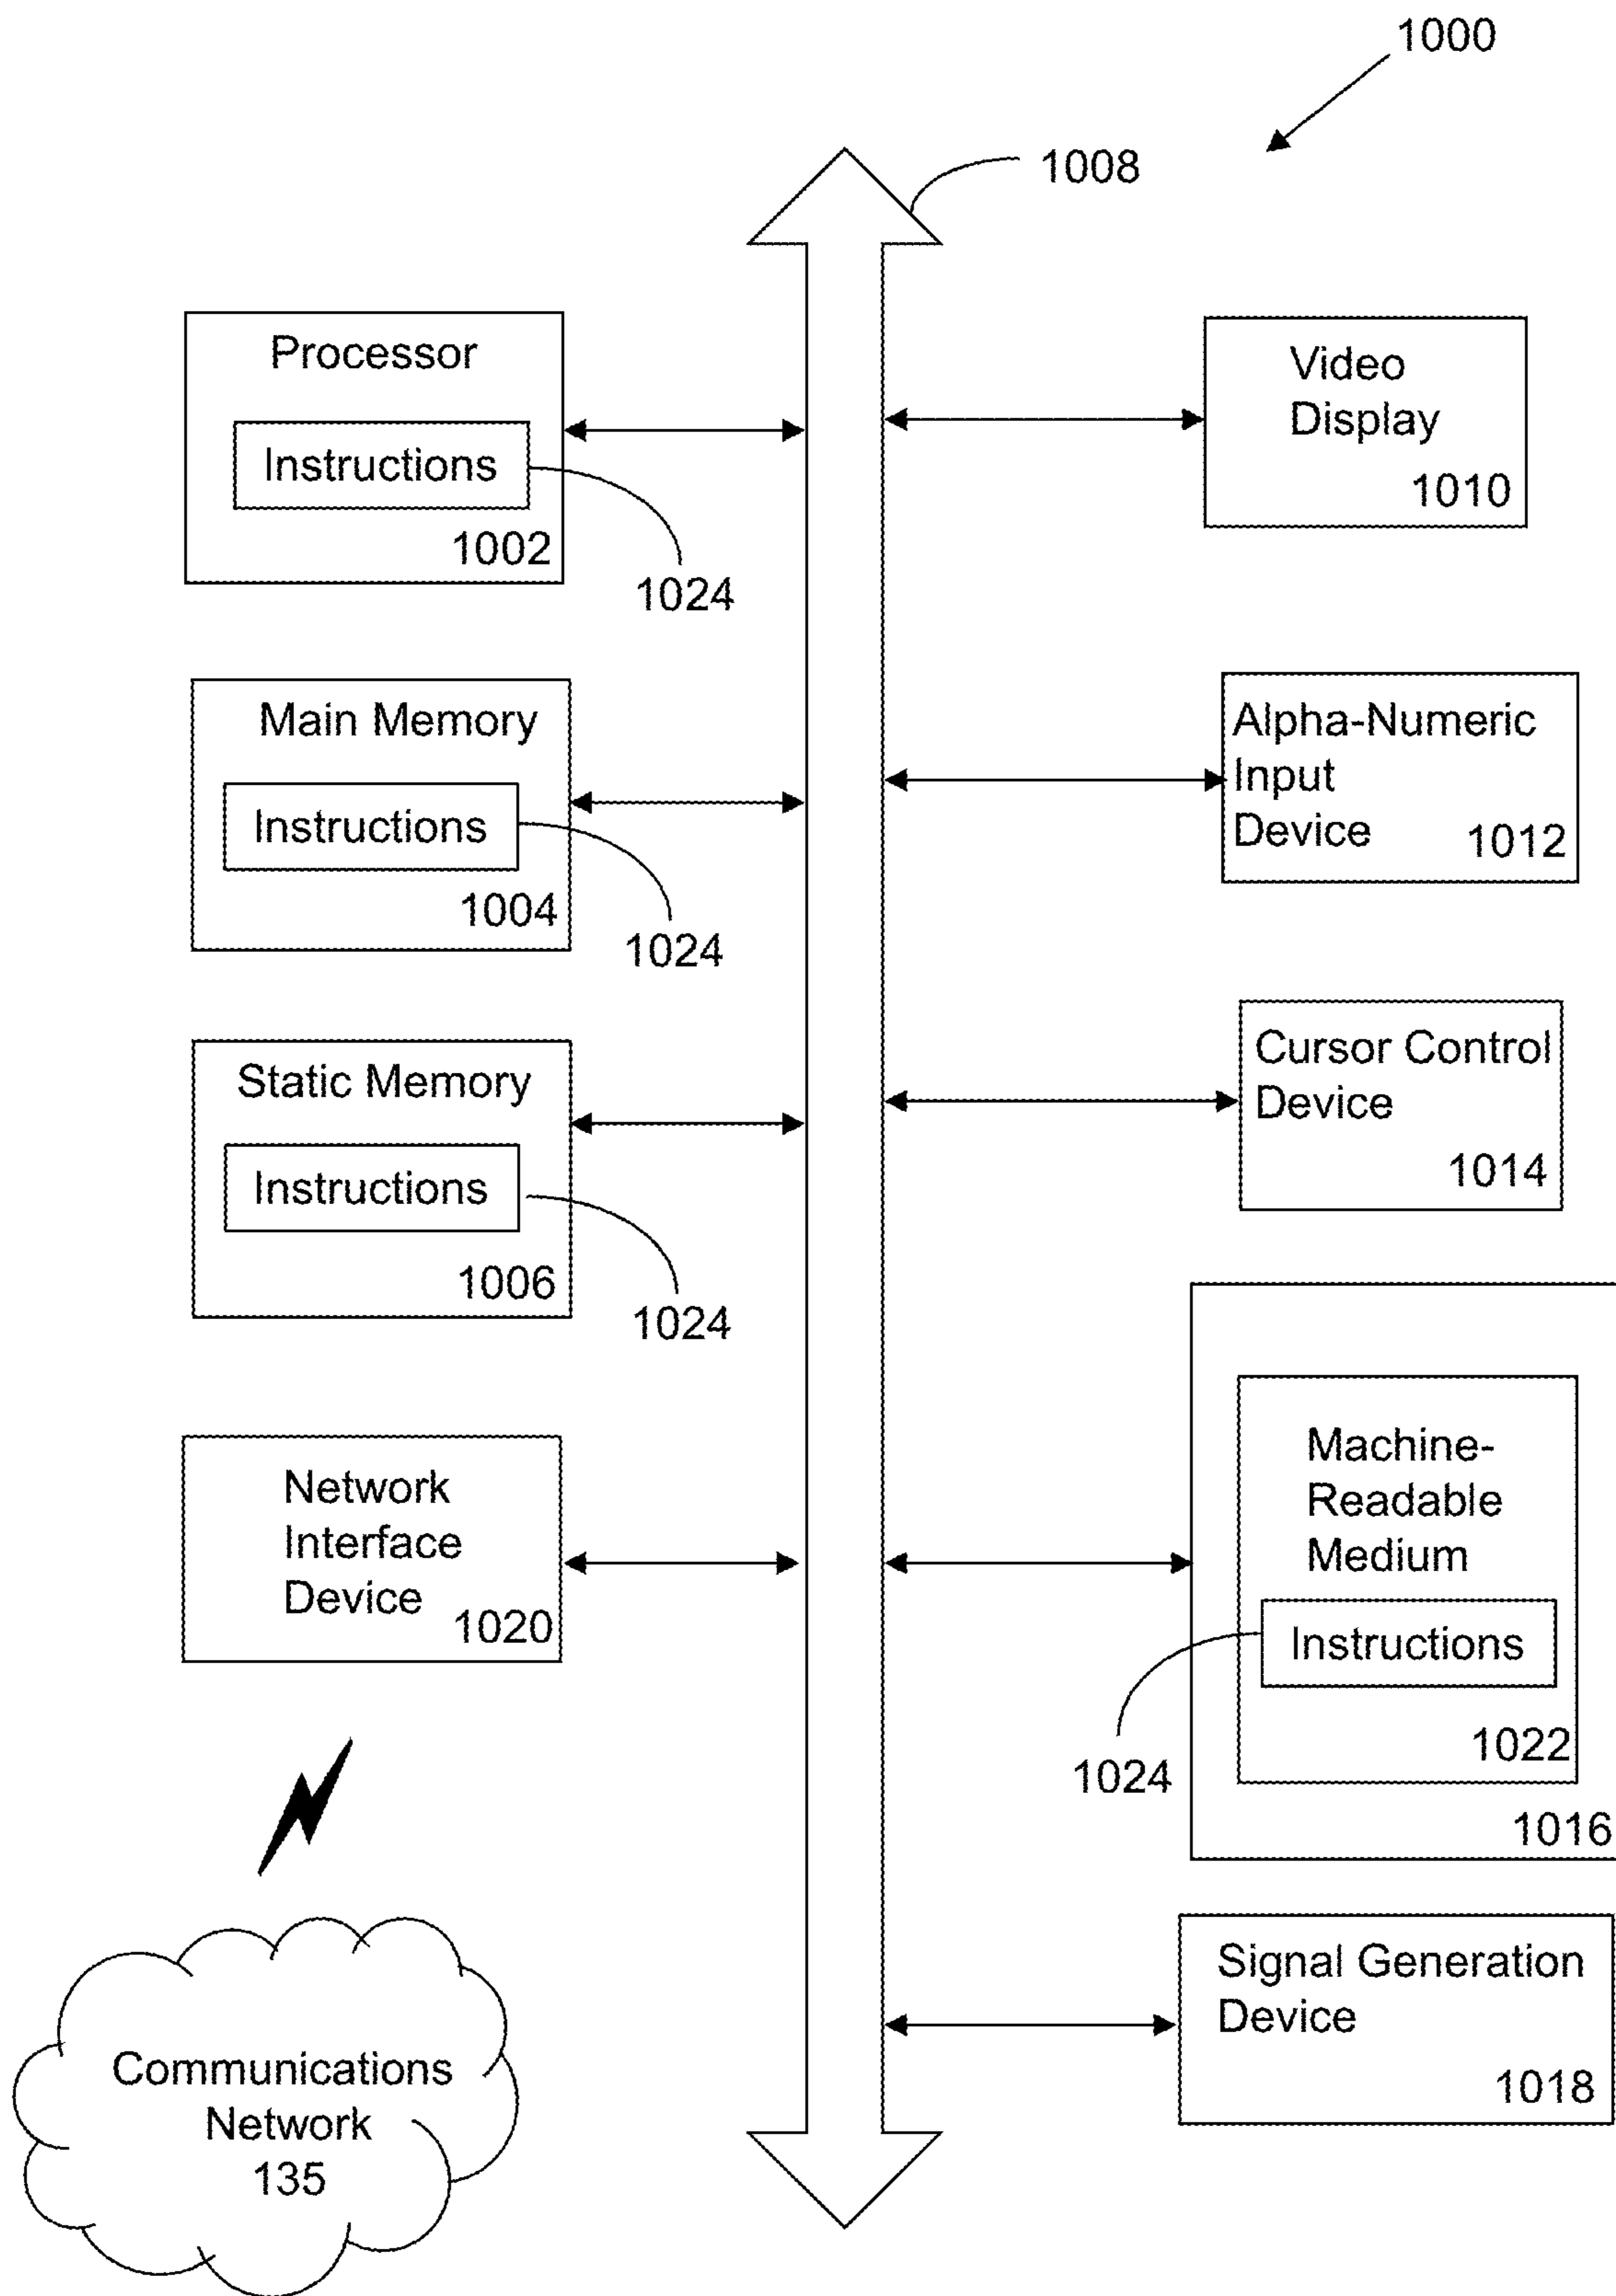 1000
1008
Processor
Instructions
1002
1024
Video
Display
1010
Main Memory
Instructions
1004
1024
Alpha-Numeric
Input
Device
1012
Static Memory
Instructions
1006
1024
Cursor Control
Device
1014
Network
Interface
Device
1020
Machine-
Readable
Medium
Instructions
1022
1024
1016
Communications
Network
135
Signal Generation
Device
1018